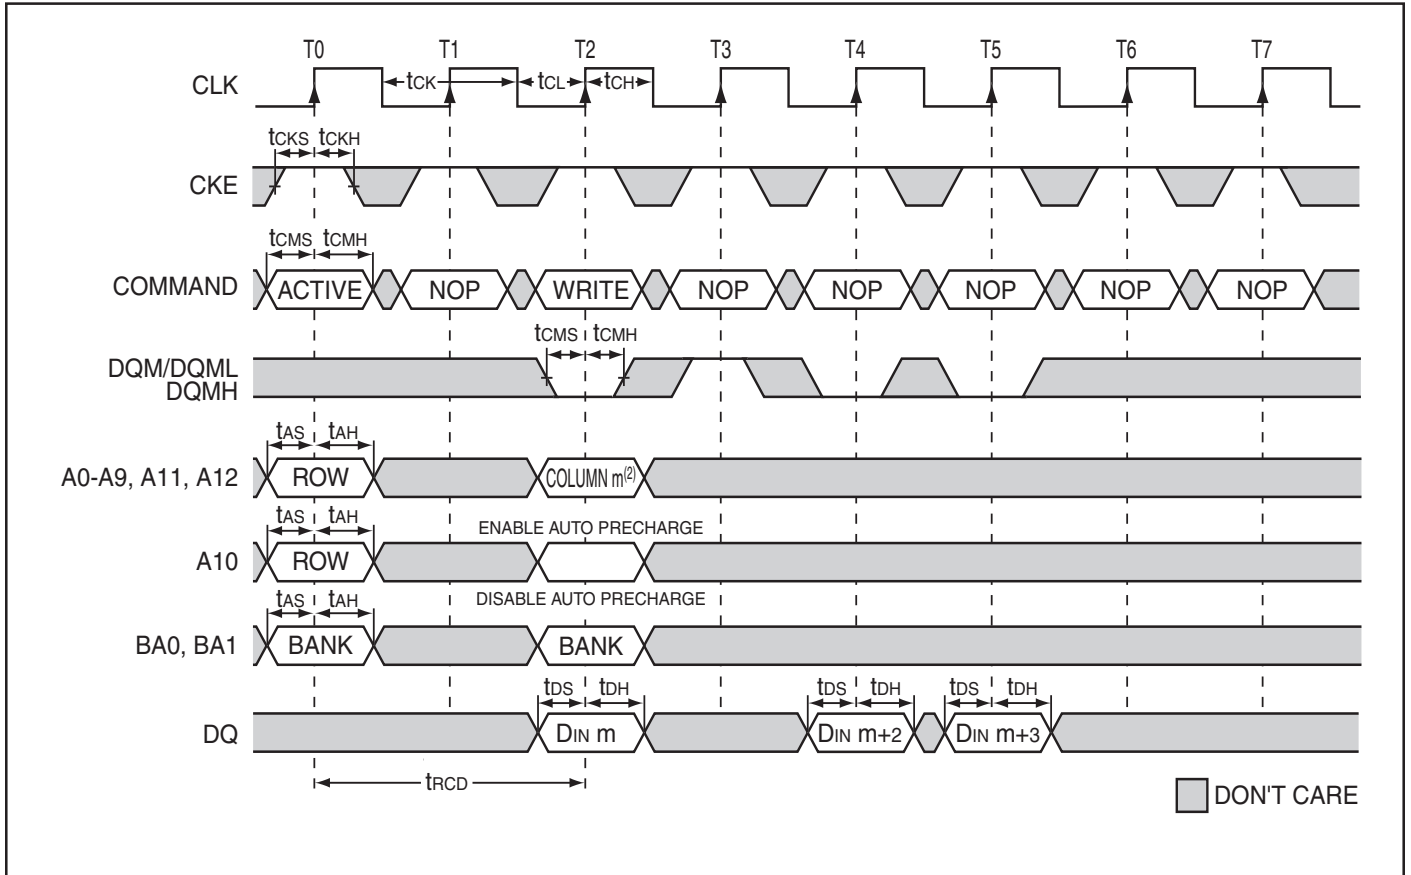 T0 T1 T2 T3 T4 T5 T6 T7
CLK tCK tCL tCH
tCKS tCKH
CKE
tCMS tCMH
COMMAND ACTIVE NOP WRITE NOP NOP NOP NOP NOP
tCMS tCMH
DQM/DQML
DQMH
tAS tAH
A0-A9, A11, A12 ROW COLUMN m(2)
tAS tAH ENABLE AUTO PRECHARGE
A10 ROW
tAS tAH DISABLE AUTO PRECHARGE
BA0, BA1 BANK BANK
tDS tDH tDS tDH tDS tDH
DQ DIN m DIN m+2 DIN m+3
tRCD
DON'T CARE